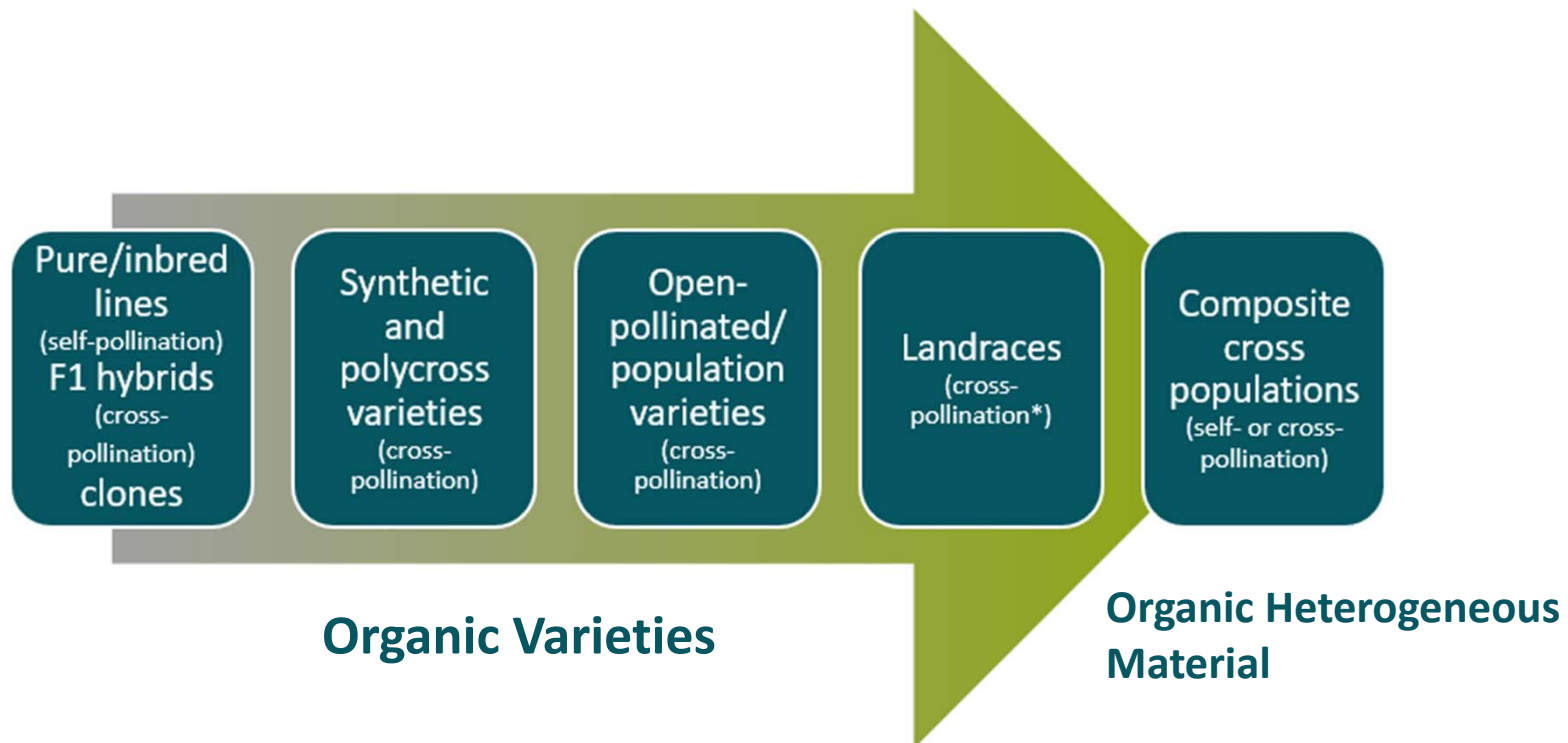 Pure/inbred
lines
(self-pollination)
F1 hybrids
(cross-
pollination)
clones
Synthetic
and
polycross
varieties
(cross-
pollination)
Open-
pollinated/
population
varieties
(cross-
pollination)
Landraces
(cross-
pollination*)
Composite
cross
populations
(self- or cross-
pollination)
Organic Varieties
Organic Heterogeneous
Material